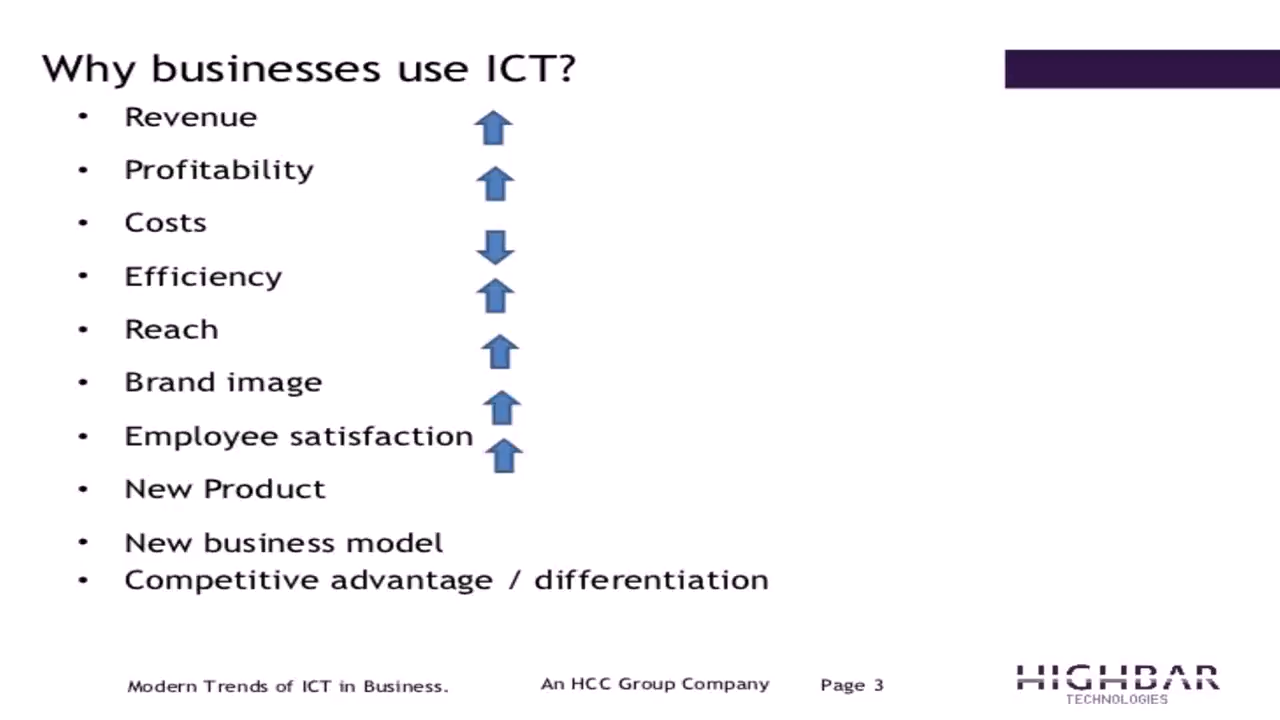 Why businesses use ICT?
• Revenue
• Profitability
• Costs
• Efficiency
• Reach
• Brand image
• Employee satisfaction
• New Product
• New business model
• Competitive advantage / differentiation
Modern Trends of ICT in Business.
An HCC Group Company
Page 3
HIGHBAR
TECHNOLOGIES